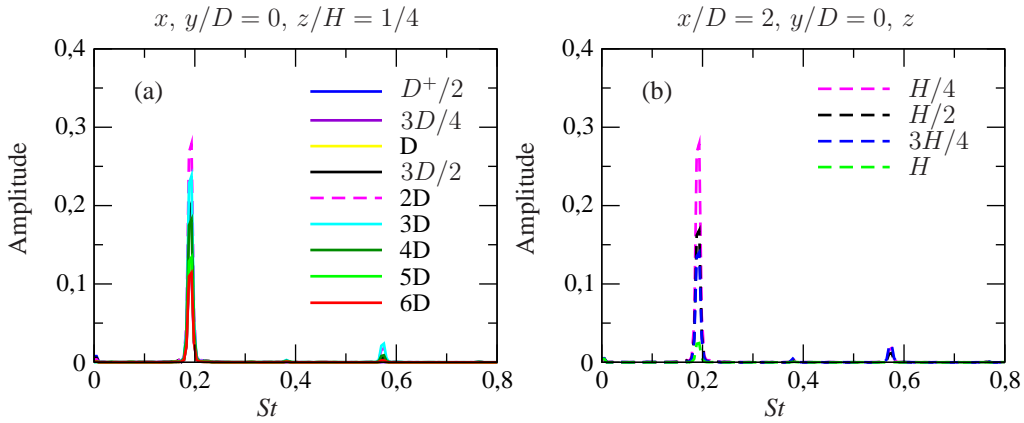 x, y/D = 0, z/H = 1/4
0,4
0,3
0,2
0,1
0
Amplitude
(a)
D⁺/2
3D/4
D
3D/2
2D
3D
4D
5D
6D
0 0,2 0,4 0,6 0,8
St
x/D = 2, y/D = 0, z
0,4
0,3
0,2
0,1
0
Amplitude
(b)
H/4
H/2
3H/4
H
0 0,2 0,4 0,6 0,8
St